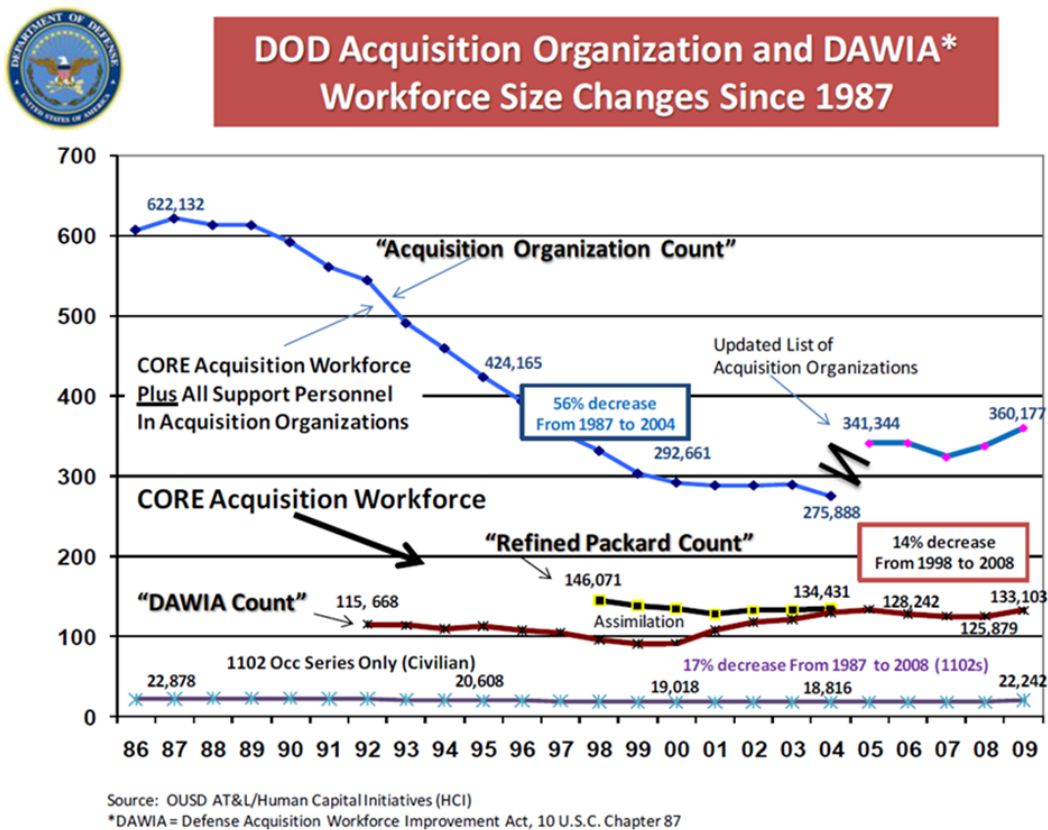 DEPARTMENT OF DEFENSE
UNITED STATES OF AMERICA
DOD Acquisition Organization and DAWIA*
Workforce Size Changes Since 1987
700
600
500
400
300
200
100
0
622,132
“Acquisition Organization Count”
CORE Acquisition Workforce
Plus All Support Personnel
In Acquisition Organizations
424,165
56% decrease
From 1987 to 2004
292,661
Updated List of
Acquisition Organizations
341,344
360,177
275,888
CORE Acquisition Workforce
“Refined Packard Count”
14% decrease
From 1998 to 2008
146,071
134,431
“DAWIA Count”
115, 668
Assimilation
128,242
133,103
125,879
1102 Occ Series Only (Civilian)
17% decrease From 1987 to 2008 (1102s)
22,878
20,608
19,018
18,816
22,242
86 87 88 89 90 91 92 93 94 95 96 97 98 99 00 01 02 03 04 05 06 07 08 09
Source: OUSD AT&L/Human Capital Initiatives (HCI)
*DAWIA = Defense Acquisition Workforce Improvement Act, 10 U.S.C. Chapter 87